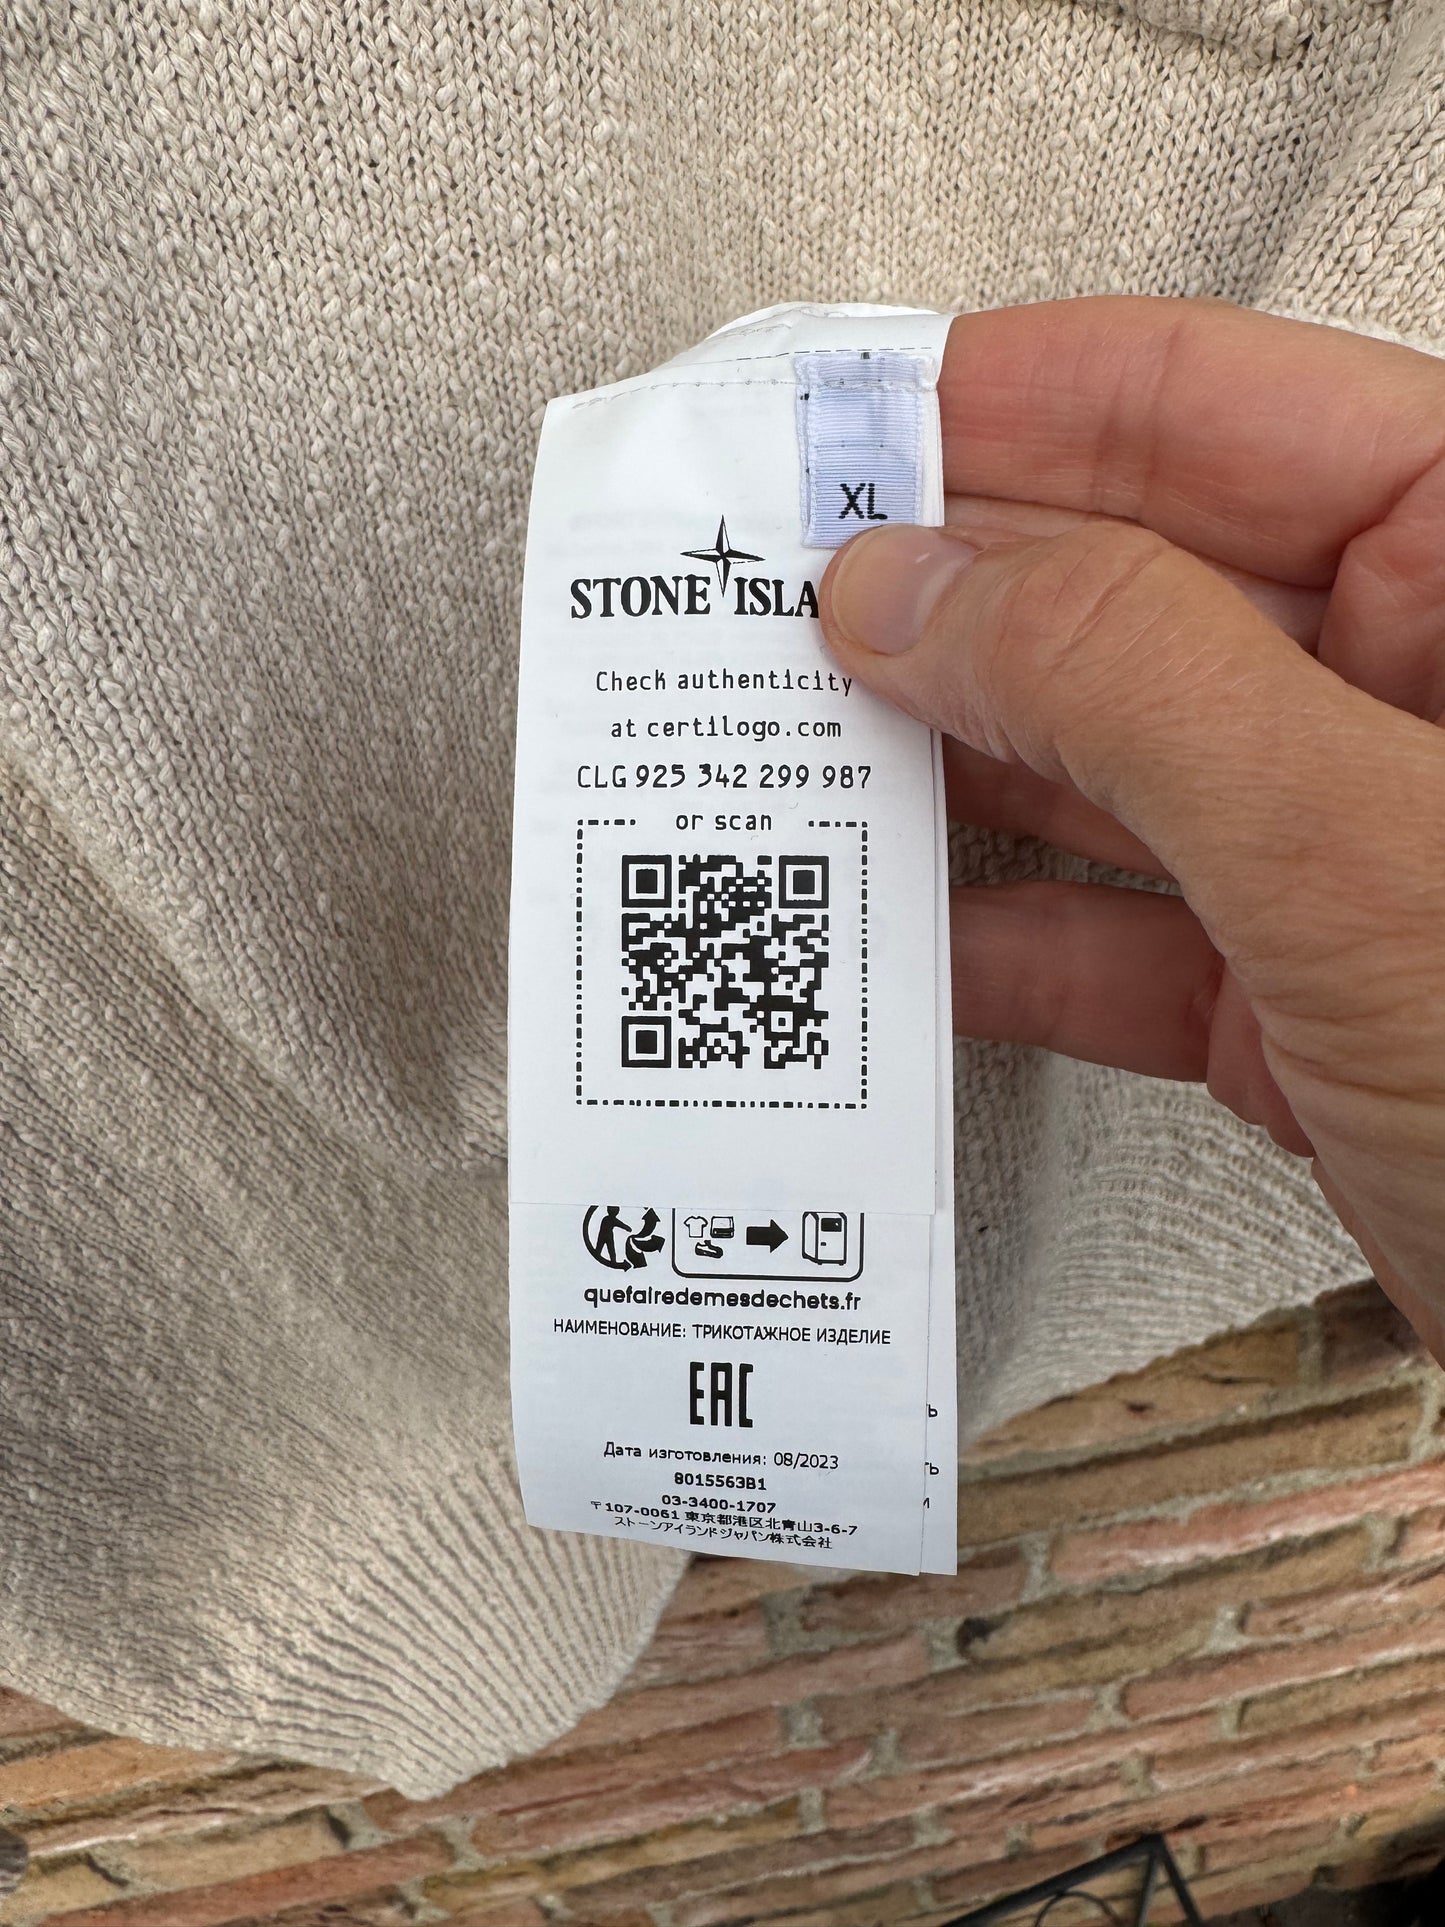 XL
STONE ISLA
Check authenticity
at certilogo.com
CLG 925 342 299 987
or scan
quefairedemesdechets.fr
НАИМЕНОВАНИЕ: ТРИКОТАЖНОЕ ИЗДЕЛИЕ
EAC
Дата изготовления: 08/2023
8015563B1
03-3400-1707
〒107-0061 東京都港区北青山3-6-7
ストーンアイランドジャパン株式会社